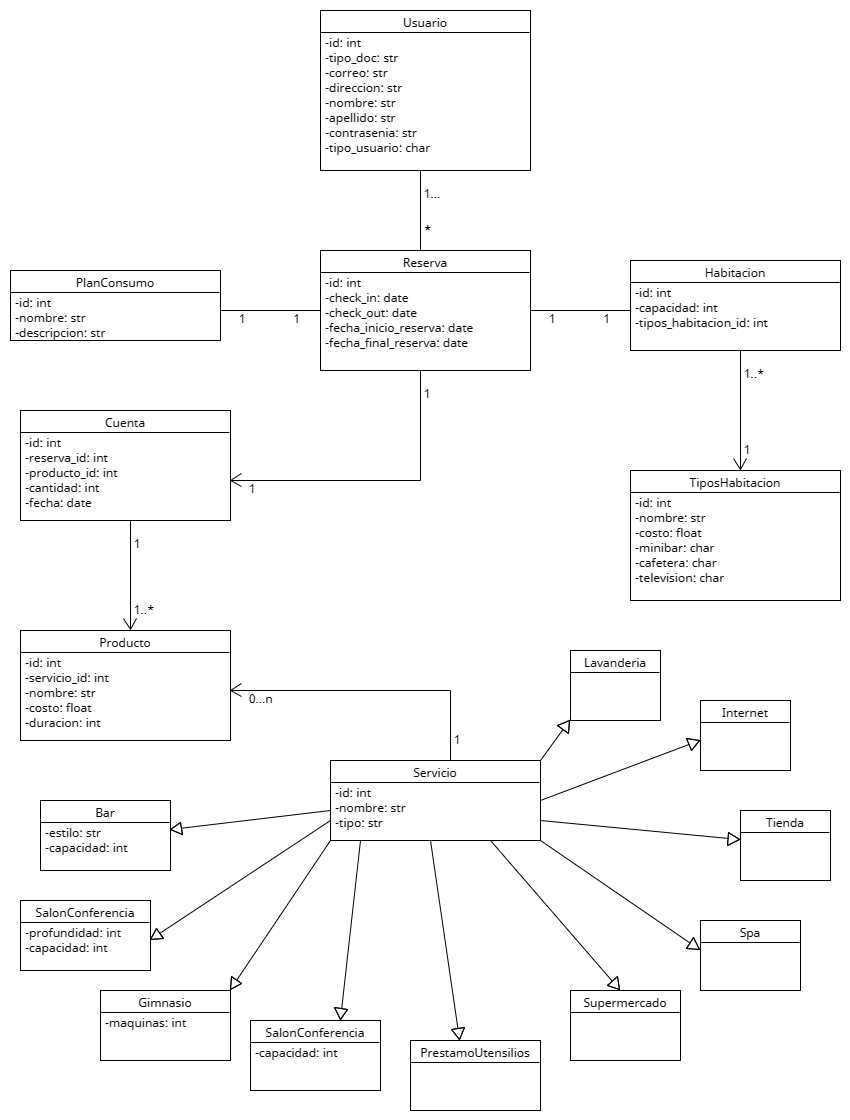 Usuario
-id: int
-tipo_doc: str
-correo: str
-direccion: str
-nombre: str
-apellido: str
-contrasenia: str
-tipo_usuario: char
1...
*
PlanConsumo
-id: int
-nombre: str
-descripcion: str
1
1
Reserva
-id: int
-check_in: date
-check_out: date
-fecha_inicio_reserva: date
-fecha_final_reserva: date
1
1
Habitacion
-id: int
-capacidad: int
-tipos_habitacion_id: int
1..*
1
1
1
Cuenta
-id: int
-reserva_id: int
-producto_id: int
-cantidad: int
-fecha: date
TiposHabitacion
-id: int
-nombre: str
-costo: float
-minibar: char
-cafetera: char
-television: char
1
1..*
Producto
-id: int
-servicio_id: int
-nombre: str
-costo: float
-duracion: int
0...n
1
Lavanderia
Internet
Servicio
-id: int
-nombre: str
-tipo: str
Bar
-estilo: str
-capacidad: int
Tienda
SalonConferencia
-profundidad: int
-capacidad: int
Spa
Gimnasio
-maquinas: int
SalonConferencia
-capacidad: int
PrestamoUtensilios
Supermercado